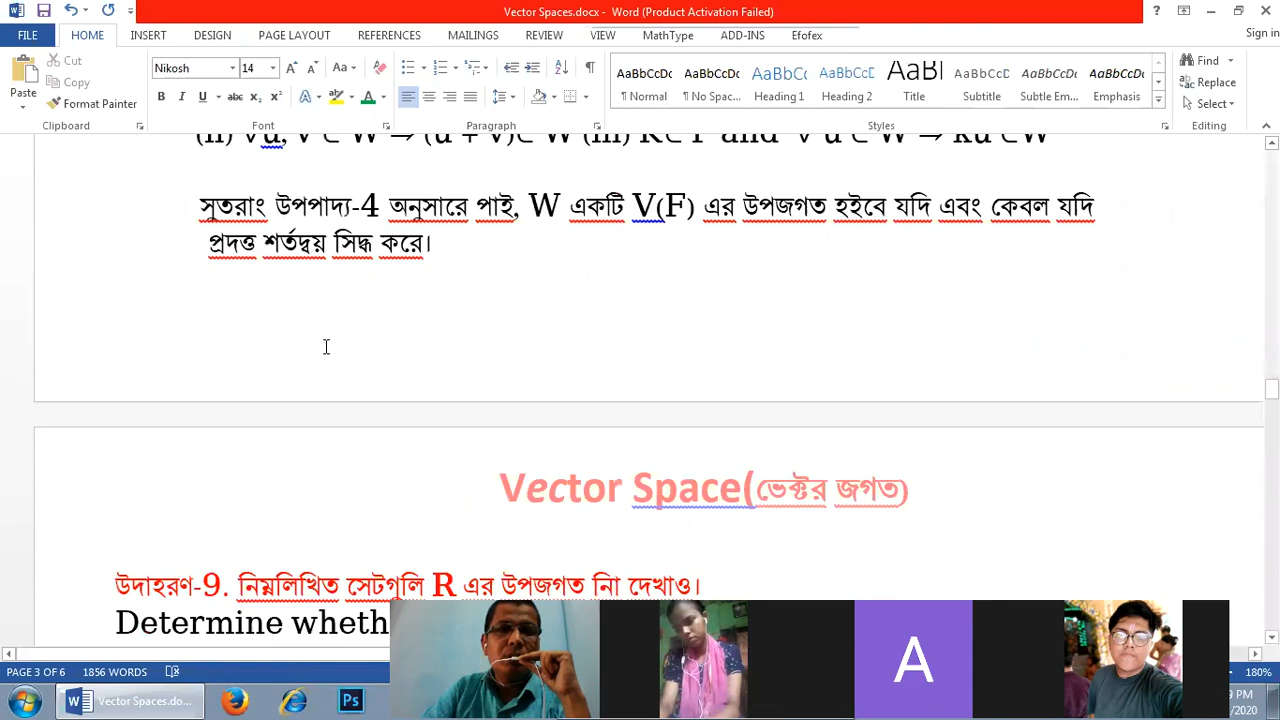 Vector Spaces.docx - Word (Product Activation Failed)
FILE HOME INSERT DESIGN PAGE LAYOUT REFERENCES MAILINGS REVIEW VIEW MathType ADD-INS Efofex Sign in
Paste Cut Copy Format Painter
Nikosh 14
AaBbCcDc AaBbCcDc AaBbCc AaBbCcD AaBl AaBbCcD AaBbCcDc AaBbCcDc
¶ Normal ¶ No Spac... Heading 1 Heading 2 Title Subtitle Subtle Em... Emphasis
Find Replace Select
Clipboard Font Paragraph Styles Editing
সুতরাং উপপাদ্য-4 অনুসারে পাই, W একটি V(F) এর উপজগত হইবে যদি এবং কেবল যদি
প্রদত্ত শর্তদ্বয় সিদ্ধ করে।
Vector Space(ভেক্টর জগত)
উদাহরণ-9. নিম্নলিখিত সেটগুলি R এর উপজগত নিা দেখাও।
Determine wheth
A
PAGE 3 OF 6 1856 WORDS 180%
Vector Spaces.do...
Ps
9 PM
/2020